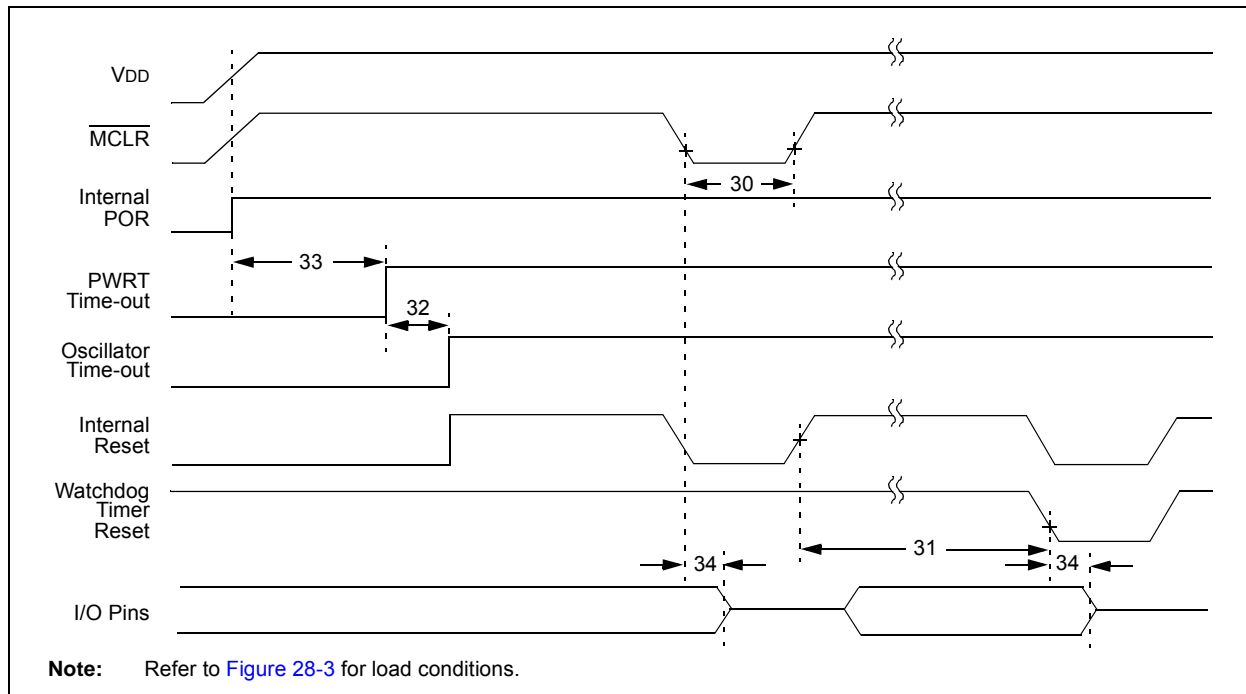 VDD
MCLR
30
Internal
POR
33
PWRT
Time-out
32
Oscillator
Time-out
Internal
Reset
Watchdog
Timer
Reset
31
34
34
I/O Pins
Note: Refer to Figure 28-3 for load conditions.